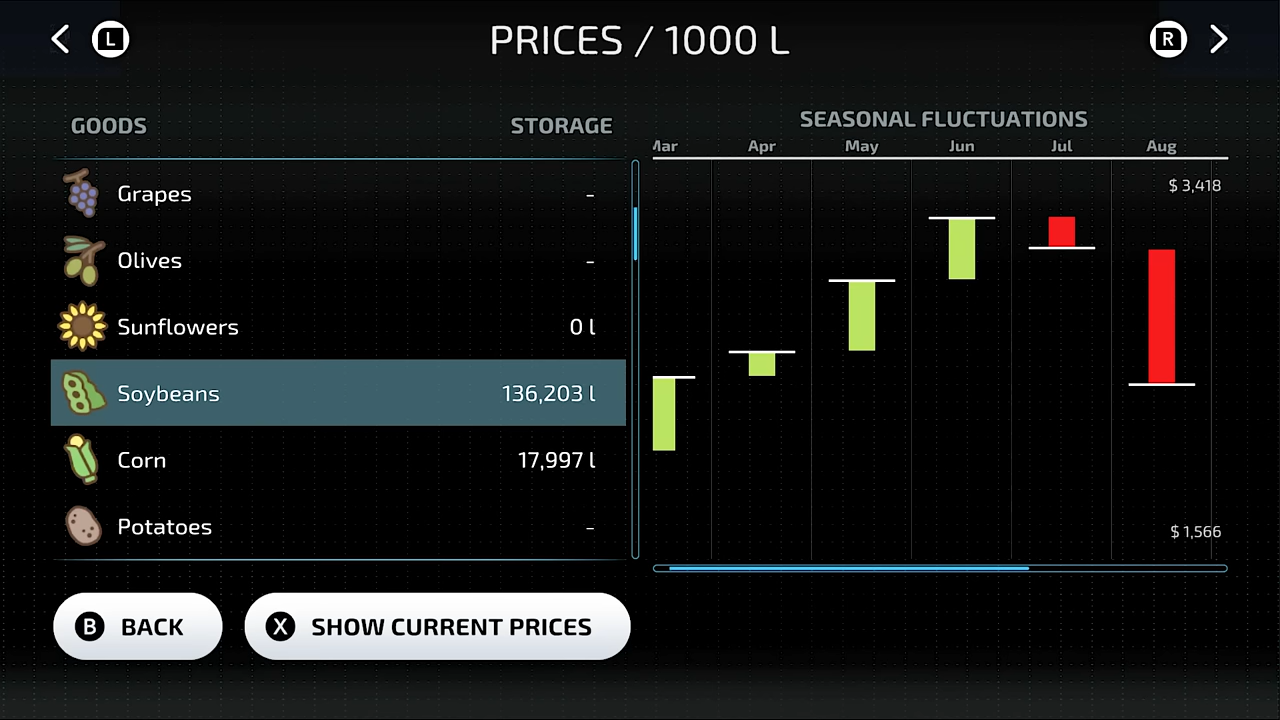 L
PRICES / 1000 L
R
GOODS
STORAGE
SEASONAL FLUCTUATIONS
Mar Apr May Jun Jul Aug
Grapes -
Olives -
Sunflowers 0 l
Soybeans 136,203 l
Corn 17,997 l
Potatoes -
$ 3,418
$ 1,566
B BACK
X SHOW CURRENT PRICES